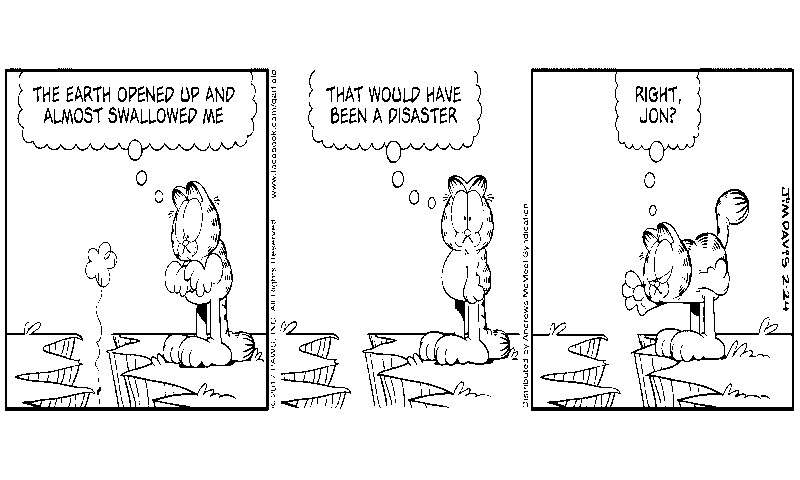 THE EARTH OPENED UP AND
ALMOST SWALLOWED ME
THAT WOULD HAVE
BEEN A DISASTER
RIGHT,
JON?
© 2017 PAWS, INC. All Rights Reserved.
www.facebook.com/garfield
Distributed by Andrews McMeel Syndication
JIM DAVIS 2-24